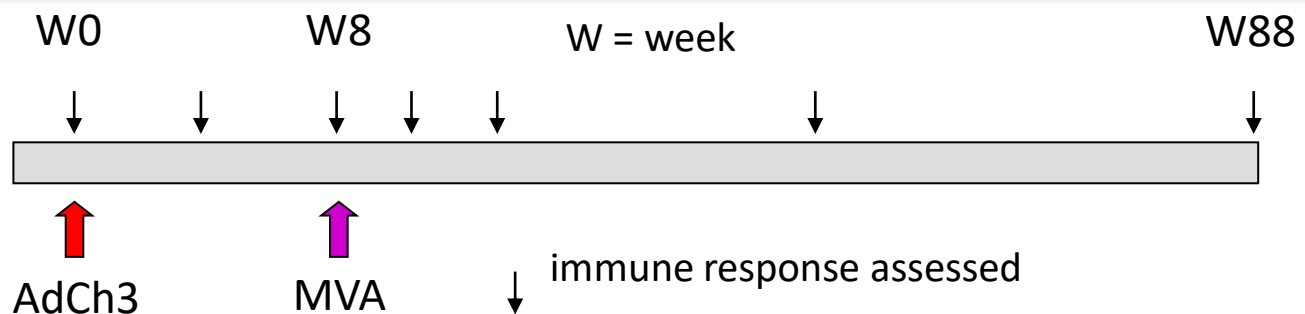 W0
W8
W = week
W88
AdCh3
MVA
immune response assessed